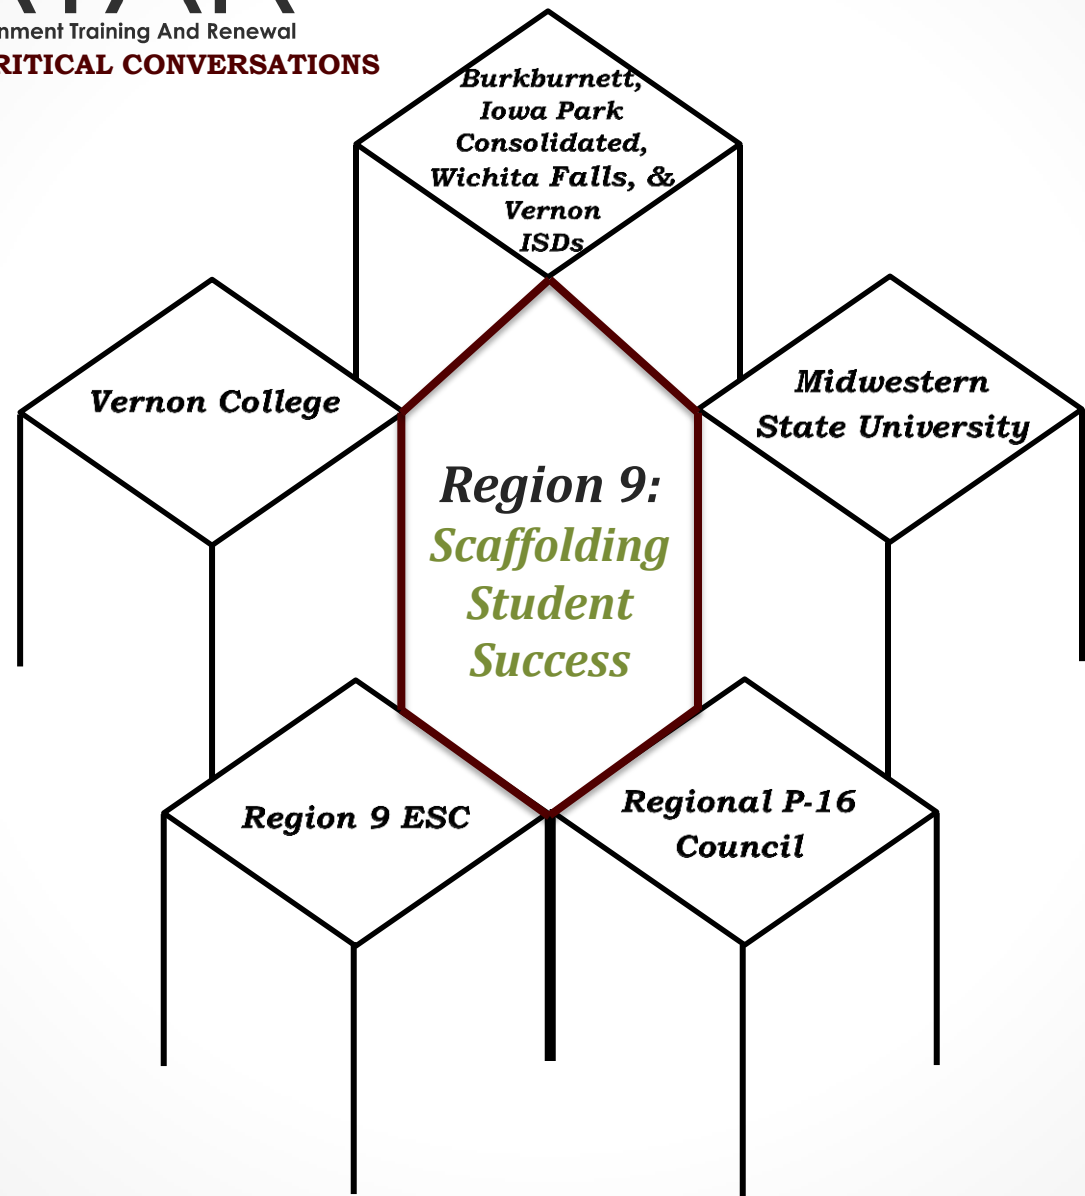 nment Training And Renewal
RITICAL CONVERSATIONS
Burkburnett,
Iowa Park
Consolidated,
Wichita Falls, &
Vernon
ISDs
Vernon College
Midwestern
State University
Region 9:
Scaffolding
Student
Success
Region 9 ESC
Regional P-16
Council